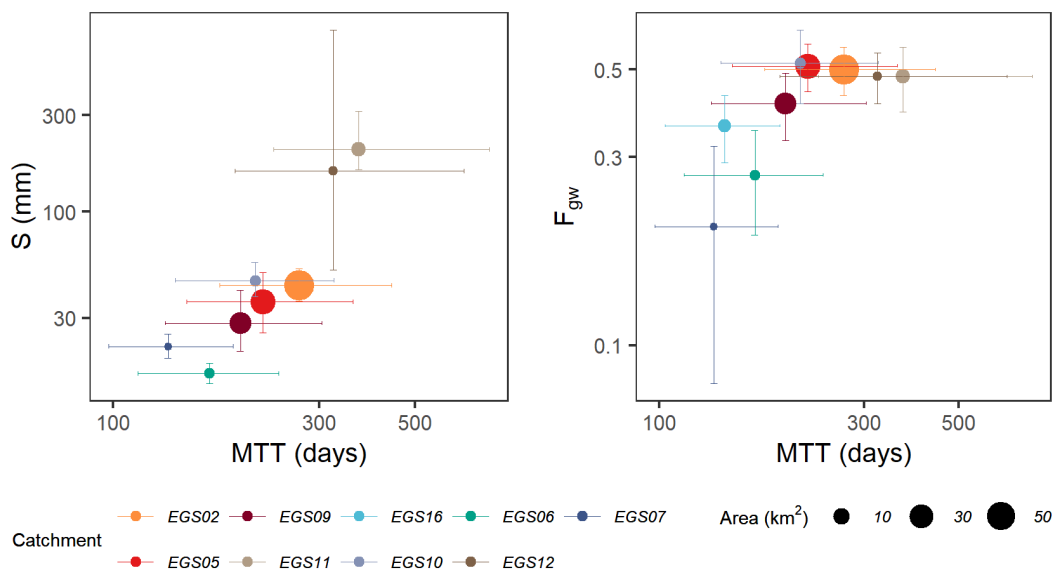 300
100
30
S (mm)
100 300 500
MTT (days)
0.5
0.3
0.1
Fgw
100 300 500
MTT (days)
Catchment
EGS02 EGS09 EGS16 EGS06 EGS07
EGS05 EGS11 EGS10 EGS12
Area (km²) 10 30 50